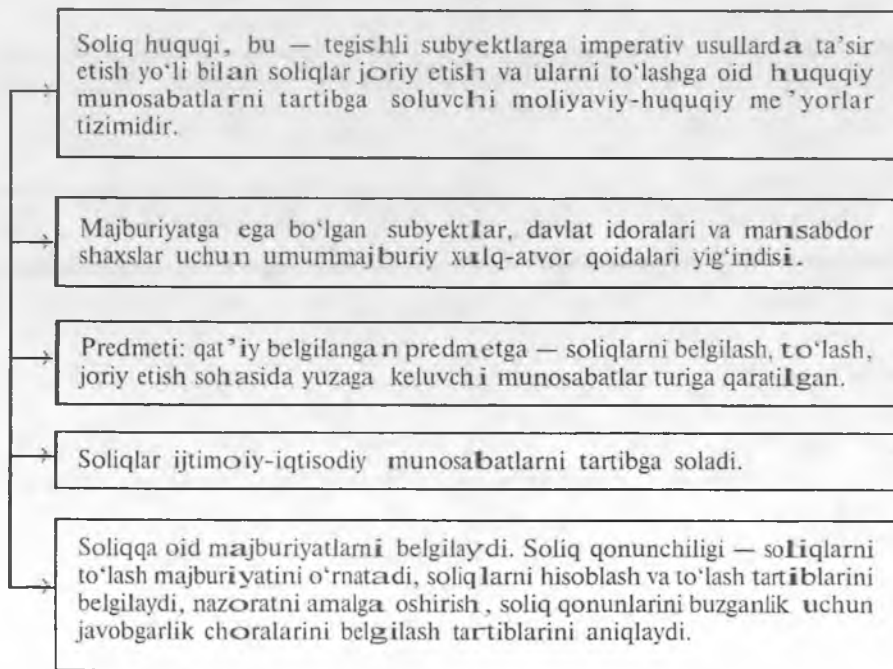 Soliq huquqi, bu — tegishli subyektlarga imperativ usullarda ta’sir
etish yo‘li bilan soliqlar joriy etish va ularni to‘lashga oid huquqiy
munosabatlarni tartibga soluvchi moliyaviy-huquqiy me’yorlar
tizimidir.
Majburiyatga ega bo‘lgan subyektlar, davlat idoralari va mansabdor
shaxslar uchun umummajburiy xulq-atvor qoidalari yig‘indisi.
Predmeti: qat’iy belgilangan predmetga — soliqlarni belgilash, to‘lash,
joriy etish sohasida yuzaga keluvchi munosabatlar turiga qaratilgan.
Soliqlar ijtimoiy-iqtisodiy munosabatlarni tartibga soladi.
Soliqqa oid majburiyatlarni belgilaydi. Soliq qonunchiligi — soliqlarni
to‘lash majburiyatini o‘rnatadi, soliqlarni hisoblash va to‘lash tartiblarini
belgilaydi, nazoratni amalga oshirish, soliq qonunlarini buzganlik uchun
javobgarlik choralarini belgilash tartiblarini aniqlaydi.